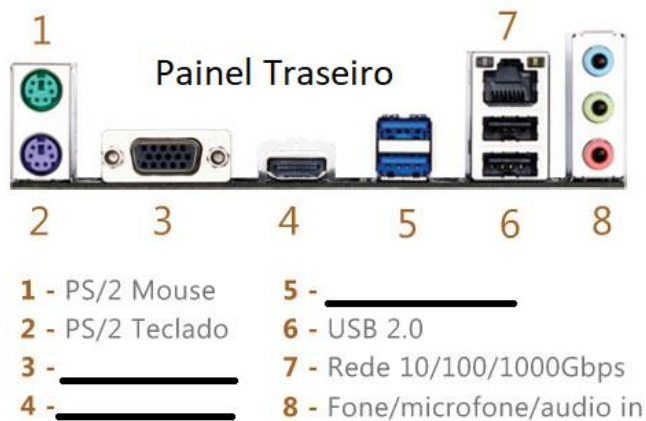 1
7
Painel Traseiro
2
3
4
5
6
8
1 - PS/2 Mouse
2 - PS/2 Teclado
3 -
4 -
5 -
6 - USB 2.0
7 - Rede 10/100/1000Gbps
8 - Fone/microfone/audio in